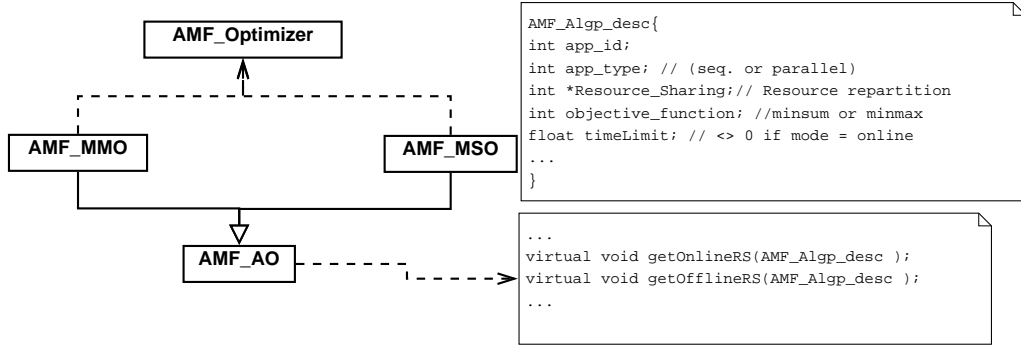 AMF_Optimizer
AMF_MMO
AMF_MSO
AMF_AO
AMF_Algp_desc{
int app_id;
int app_type; // (seq. or parallel)
int *Resource_Sharing;// Resource repartition
int objective_function; //minsum or minmax
float timeLimit; // <> 0 if mode = online
...
}
...
virtual void getOnlineRS(AMF_Algp_desc );
virtual void getOfflineRS(AMF_Algp_desc );
...